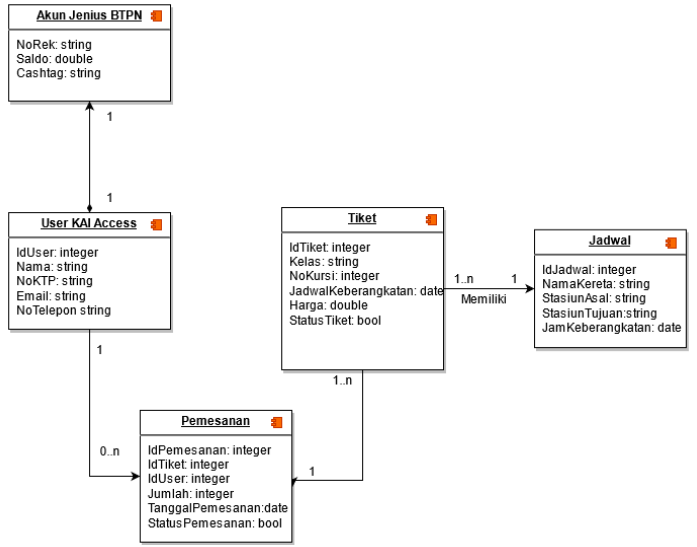 Akun Jenius BTPN
NoRek: string
Saldo: double
Cashtag: string
1
1
User KAI Access
IdUser: integer
Nama: string
NoKTP: string
Email: string
NoTelepon string
1
0..n
Tiket
IdTiket: integer
Kelas: string
NoKursi: integer
JadwalKeberangkatan: date
Harga: double
StatusTiket: bool
1..n
1
Memiliki
Jadwal
IdJadwal: integer
NamaKereta: string
StasiunAsal: string
StasiunTujuan:string
JamKeberangkatan: date
1..n
1
Pemesanan
IdPemesanan: integer
IdTiket: integer
IdUser: integer
Jumlah: integer
TanggalPemesanan:date
StatusPemesanan: bool